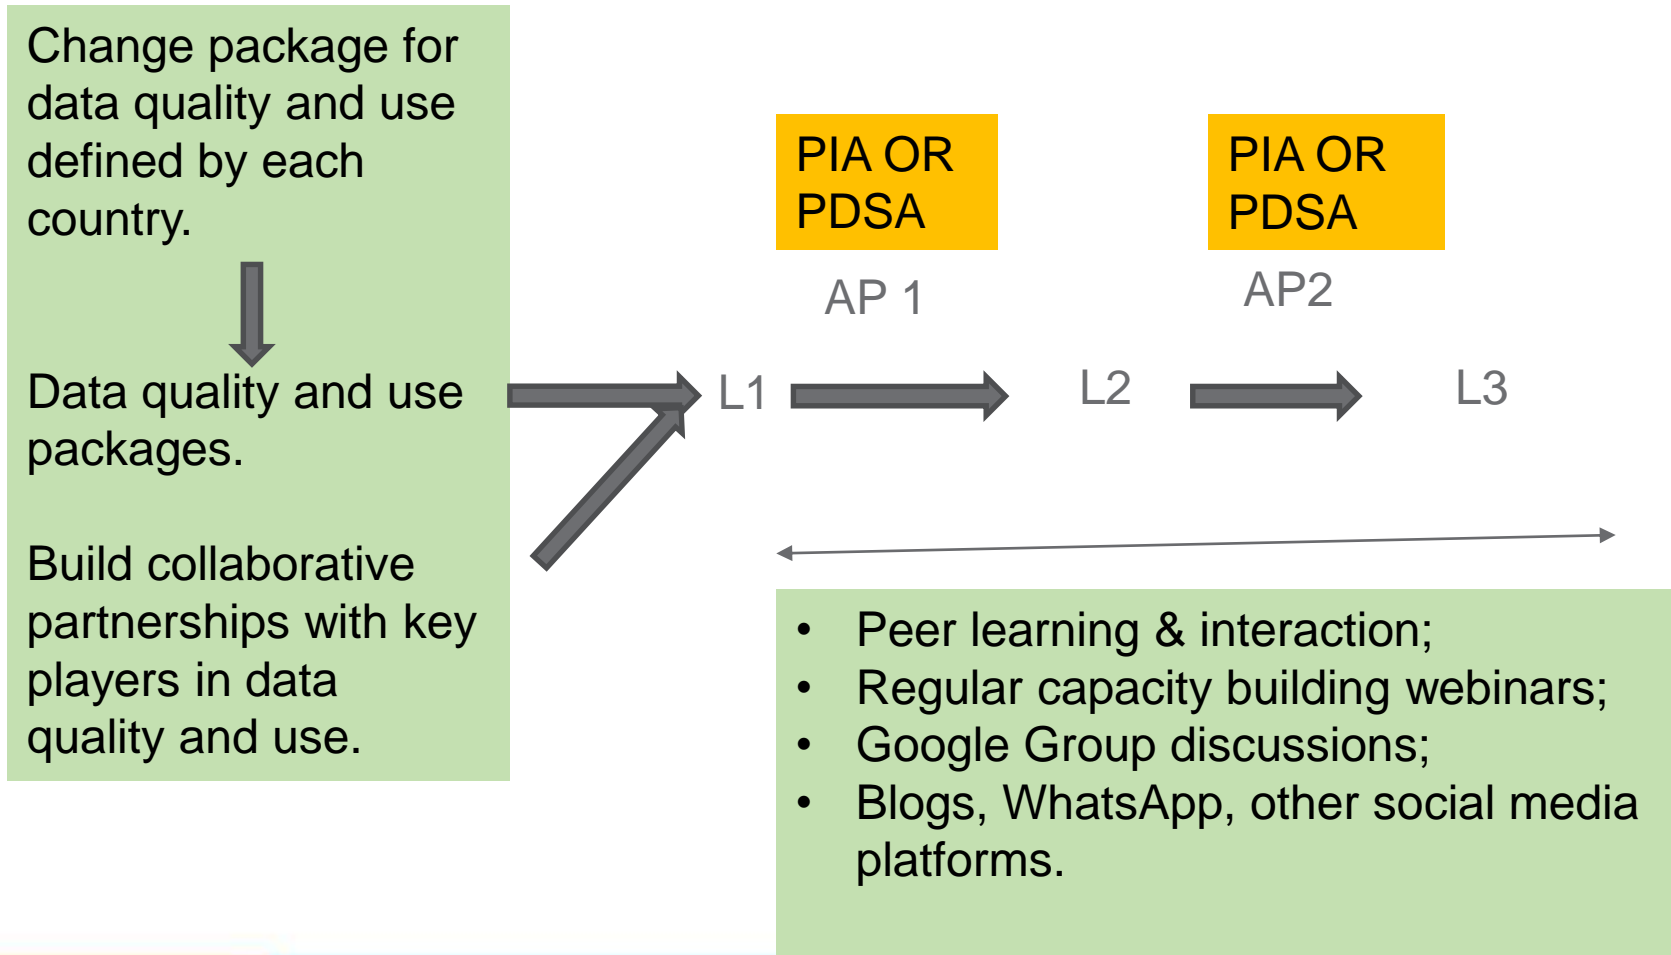 Change package for
data quality and use
defined by each
country.
Data quality and use
packages.
Build collaborative
partnerships with key
players in data
quality and use.
PIA OR
PDSA
AP 1
PIA OR
PDSA
AP2
L1
L2
L3
• Peer learning & interaction;
• Regular capacity building webinars;
• Google Group discussions;
• Blogs, WhatsApp, other social media
platforms.